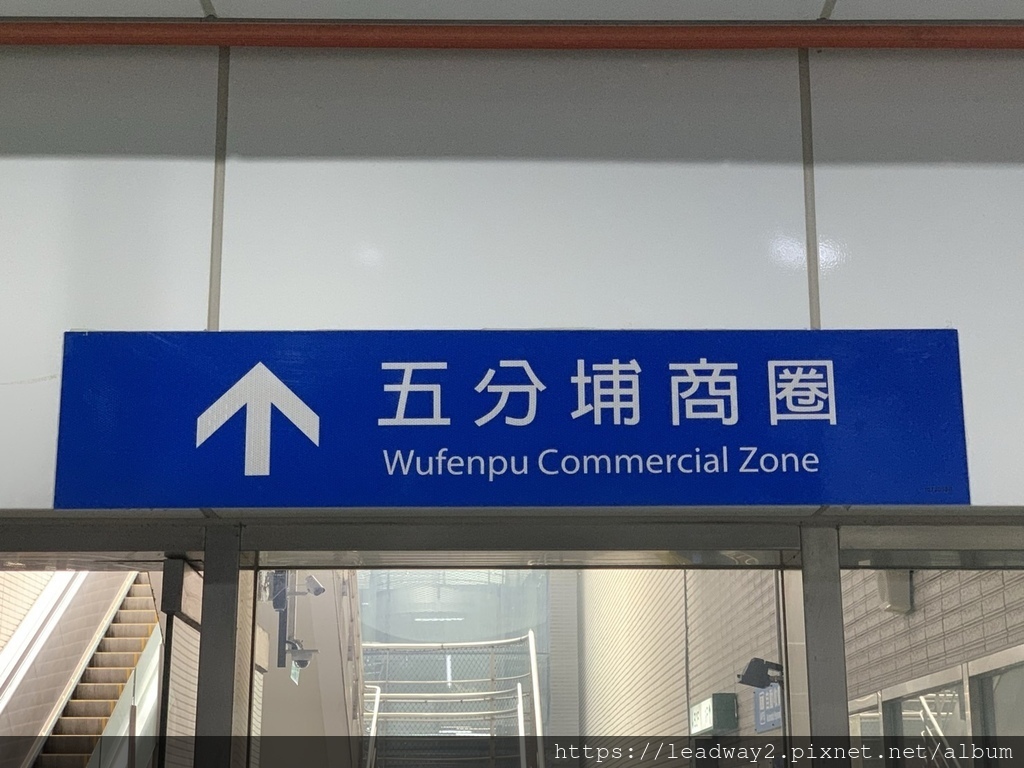 五分埔商圈
Wufenpu Commercial Zone
https://leadway2.pixnet.net/album